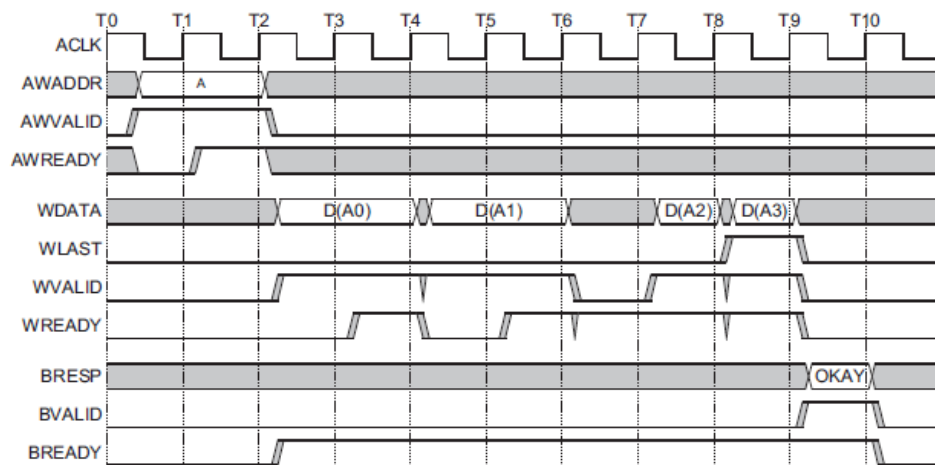 T0 T1 T2 T3 T4 T5 T6 T7 T8 T9 T10
ACLK
AWADDR A
AWVALID
AWREADY
WDATA D(A0) D(A1) D(A2) D(A3)
WLAST
WVALID
WREADY
BRESP OKAY
BVALID
BREADY